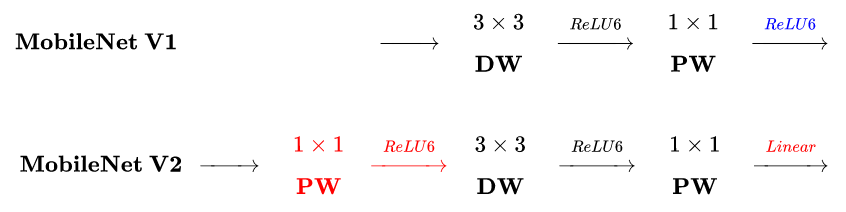 3 × 3 ReLU6 1 × 1 ReLU6
MobileNet V1
DW PW
1 × 1 ReLU6 3 × 3 ReLU6 1 × 1 Linear
MobileNet V2
PW DW PW